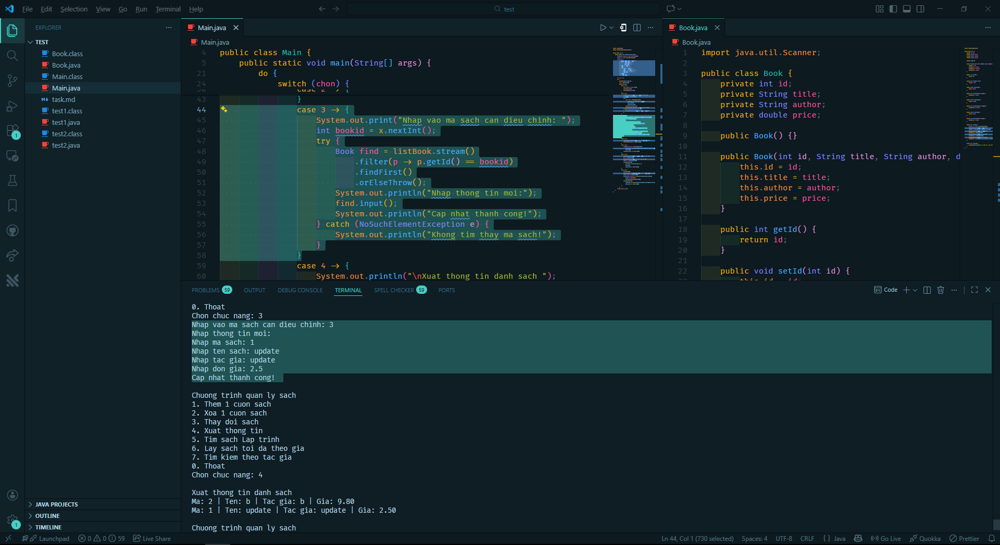 File Edit Selection View Go Run Terminal Help
test
EXPLORER
TEST
Book.class
Book.java
Main.class
Main.java
task.md
test1.class
test1.java
test2.class
test2.java
JAVA PROJECTS
OUTLINE
TIMELINE
1
1
Main.java
Main.java
4 public class Main {
5 public static void main(String[] args) {
21 do {
24 switch (chon) {
43 }
44 case 3 -> {
45 System.out.print("Nhap vao ma sach can dieu chinh: ");
46 int bookid = x.nextInt();
47 try {
48 Book find = listBook.stream()
49 .filter(p -> p.getId() == bookid)
50 .findFirst()
51 .orElseThrow();
52 System.out.println("Nhap thong tin moi:");
53 find.input();
54 System.out.println("Cap nhat thanh cong!");
55 } catch (NoSuchElementException e) {
56 System.out.println("Khong tim thay ma sach!");
57 }
58 }
59 case 4 -> {
60 System.out.println("\nXuat thong tin danh sach ");
Book.java
Book.java
1 import java.util.Scanner;
2
3 public class Book {
4 private int id;
5 private String title;
6 private String author;
7 private double price;
8
9 public Book() {}
10
11 public Book(int id, String title, String author, d
12 this.id = id;
13 this.title = title;
14 this.author = author;
15 this.price = price;
16 }
17
18 public int getId() {
19 return id;
20 }
21
22 public void setId(int id) {
PROBLEMS 59 OUTPUT DEBUG CONSOLE TERMINAL SPELL CHECKER 59 PORTS
Code
0. Thoat
Chon chuc nang: 3
Nhap vao ma sach can dieu chinh: 3
Nhap thong tin moi:
Nhap ma sach: 1
Nhap ten sach: update
Nhap tac gia: update
Nhap don gia: 2.5
Cap nhat thanh cong!
Chuong trinh quan ly sach
1. Them 1 cuon sach
2. Xoa 1 cuon sach
3. Thay doi sach
4. Xuat thong tin
5. Tim sach Lap trinh
6. Lay sach toi da theo gia
7. Tim kiem theo tac gia
0. Thoat
Chon chuc nang: 4
Xuat thong tin danh sach
Ma: 2 | Ten: b | Tac gia: b | Gia: 9.80
Ma: 1 | Ten: update | Tac gia: update | Gia: 2.50
Chuong trinh quan ly sach
Launchpad 0 0 59 Live Share
Ln 44, Col 1 (730 selected) Spaces: 4 UTF-8 CRLF { } Java Go Live Quokka Prettier